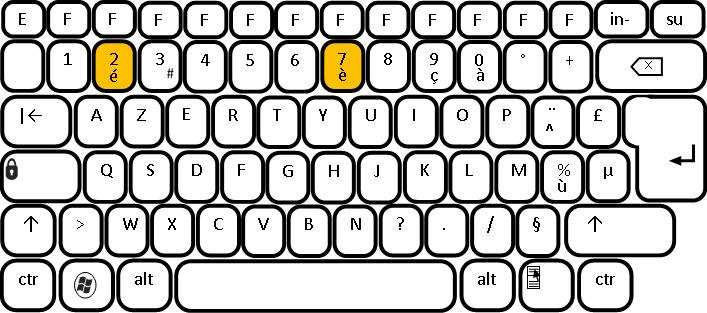 E F F F F F F F F F F F F in- su
1 2 3 4 5 6 7 8 9 0 ° +
é # è ç à
A Z E R T Y U I O P ¨ £
^
Q S D F G H J K L M % µ
ù
> W X C V B N ? . / §
ctr alt alt ctr